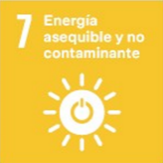 7 Energía
asequible y no
contaminante